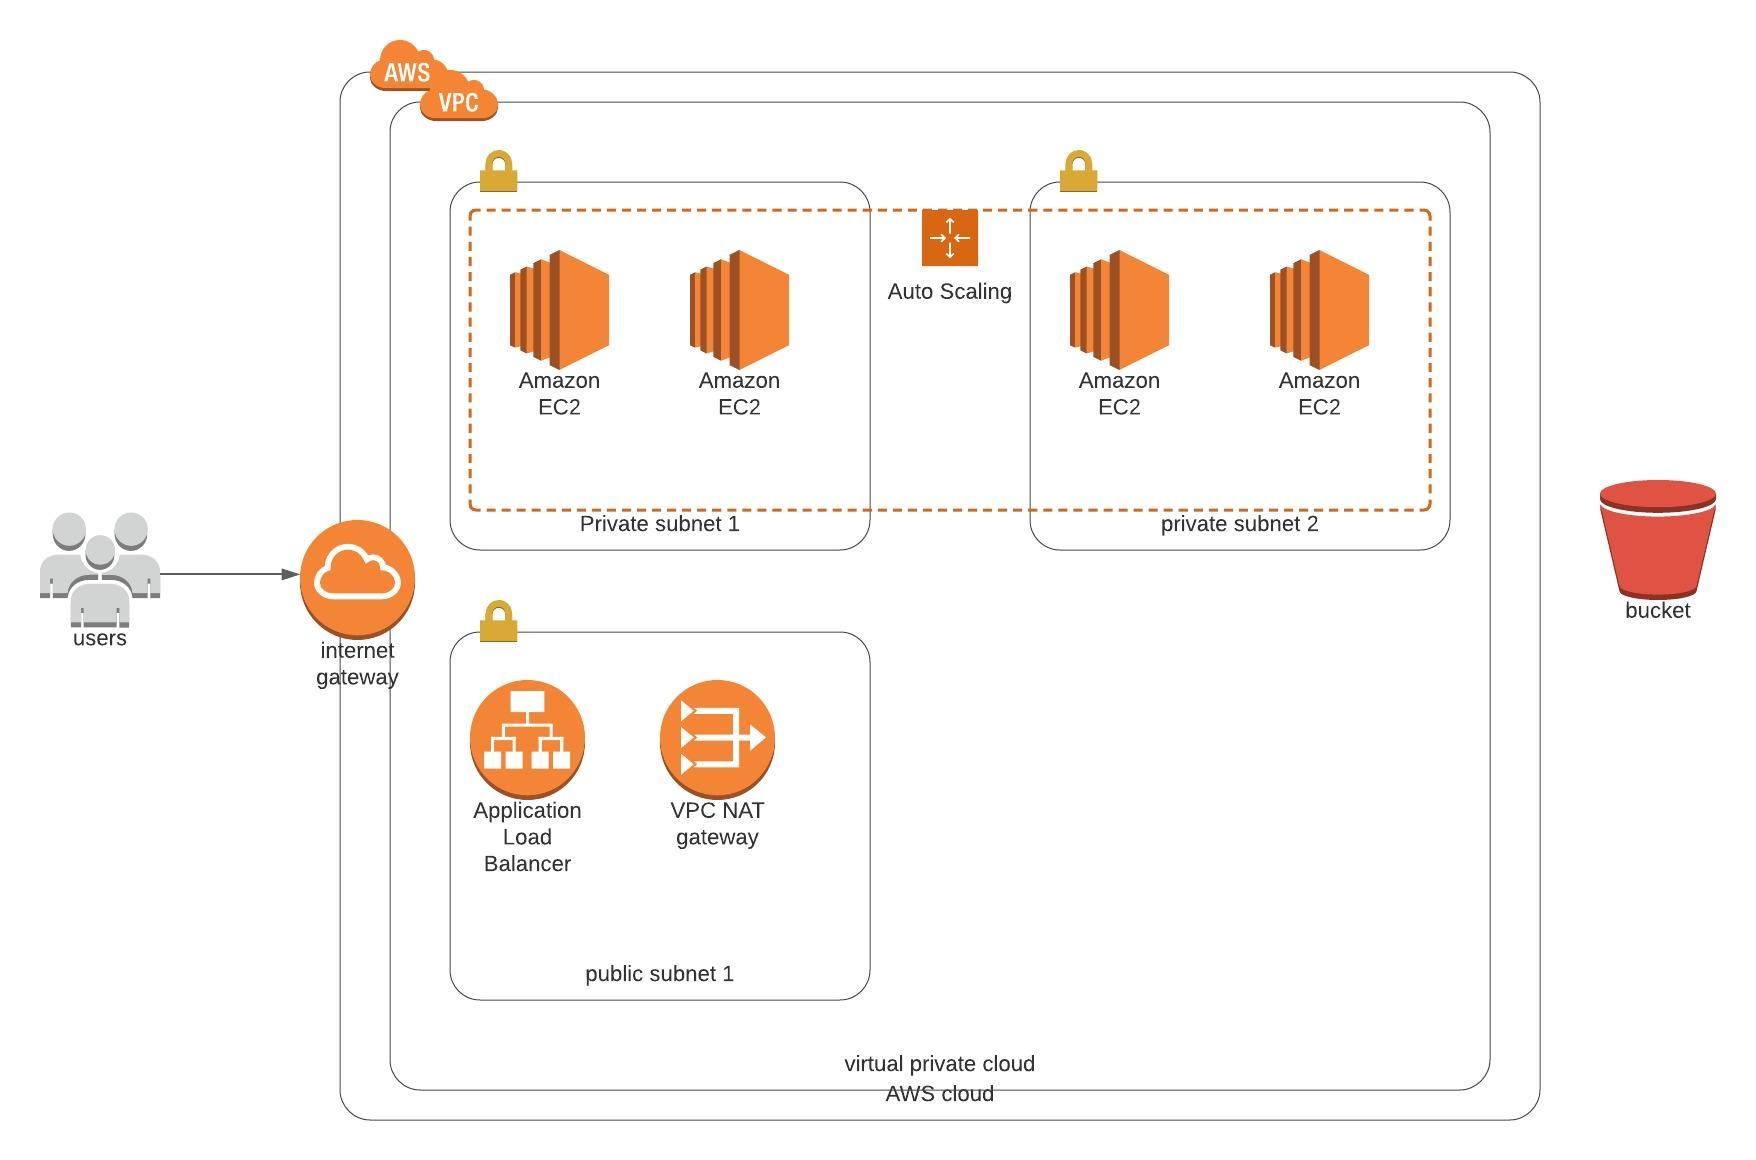 AWS
VPC
Auto Scaling
Amazon
EC2
Amazon
EC2
Amazon
EC2
Amazon
EC2
Private subnet 1
private subnet 2
users
internet
gateway
bucket
Application
Load
Balancer
VPC NAT
gateway
public subnet 1
virtual private cloud
AWS cloud